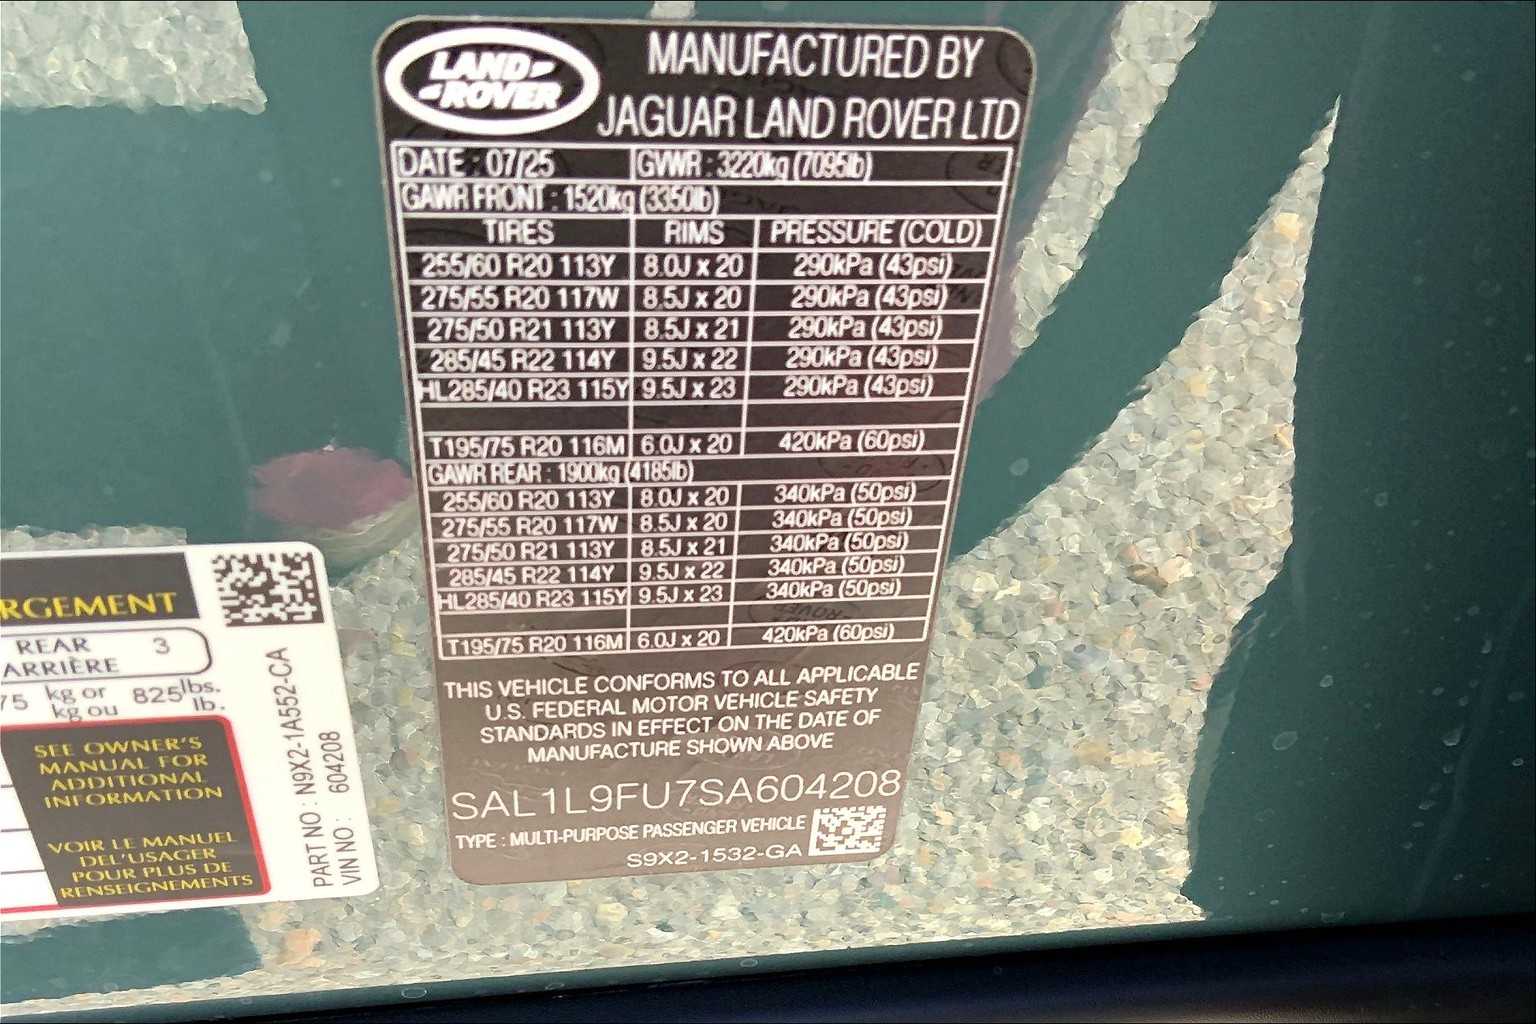 LAND
ROVER
MANUFACTURED BY
JAGUAR LAND ROVER LTD
DATE : 07/25 GVWR : 3220kg (7095lb)
GAWR FRONT : 1520kg (3350lb)
TIRES RIMS PRESSURE (COLD)
255/60 R20 113Y 8.0J x 20 290kPa (43psi)
275/55 R20 117W 8.5J x 20 290kPa (43psi)
275/50 R21 113Y 8.5J x 21 290kPa (43psi)
285/45 R22 114Y 9.5J x 22 290kPa (43psi)
HL285/40 R23 115Y 9.5J x 23 290kPa (43psi)
T195/75 R20 116M 6.0J x 20 420kPa (60psi)
GAWR REAR : 1900kg (4185lb)
255/60 R20 113Y 8.0J x 20 340kPa (50psi)
275/55 R20 117W 8.5J x 20 340kPa (50psi)
275/50 R21 113Y 8.5J x 21 340kPa (50psi)
285/45 R22 114Y 9.5J x 22 340kPa (50psi)
HL285/40 R23 115Y 9.5J x 23 340kPa (50psi)
T195/75 R20 116M 6.0J x 20 420kPa (60psi)
THIS VEHICLE CONFORMS TO ALL APPLICABLE
U.S. FEDERAL MOTOR VEHICLE SAFETY
STANDARDS IN EFFECT ON THE DATE OF
MANUFACTURE SHOWN ABOVE
SAL1L9FU7SA604208
TYPE : MULTI-PURPOSE PASSENGER VEHICLE
S9X2-1532-GA
RGEMENT
REAR 3
ARRIÈRE
75 kg or 825 lbs.
kg ou lb.
SEE OWNER'S
MANUAL FOR
ADDITIONAL
INFORMATION
VOIR LE MANUEL
DEL'USAGER
POUR PLUS DE
RENSEIGNEMENTS
PART NO : N9X2-1A552-CA
VIN NO : 604208